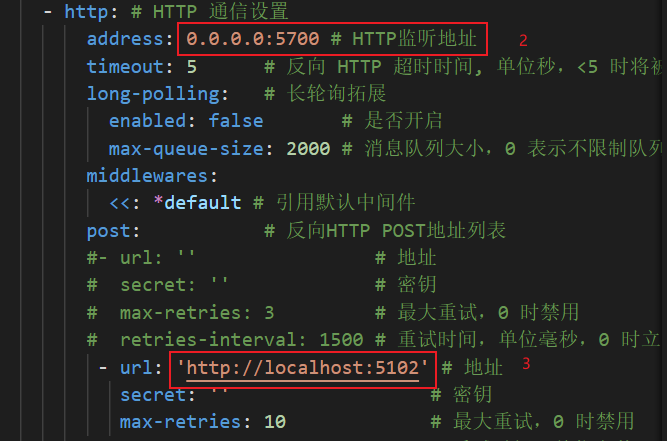 - http: # HTTP 通信设置
address: 0.0.0.0:5700 # HTTP监听地址 2
timeout: 5 # 反向 HTTP 超时时间, 单位秒，<5 时将被
long-polling: # 长轮询拓展
enabled: false # 是否开启
max-queue-size: 2000 # 消息队列大小，0 表示不限制队列
middlewares:
<<: *default # 引用默认中间件
post: # 反向HTTP POST地址列表
#- url: '' # 地址
# secret: '' # 密钥
# max-retries: 3 # 最大重试，0 时禁用
# retries-interval: 1500 # 重试时间，单位毫秒，0 时立
- url: 'http://localhost:5102' # 地址 3
secret: '' # 密钥
max-retries: 10 # 最大重试，0 时禁用